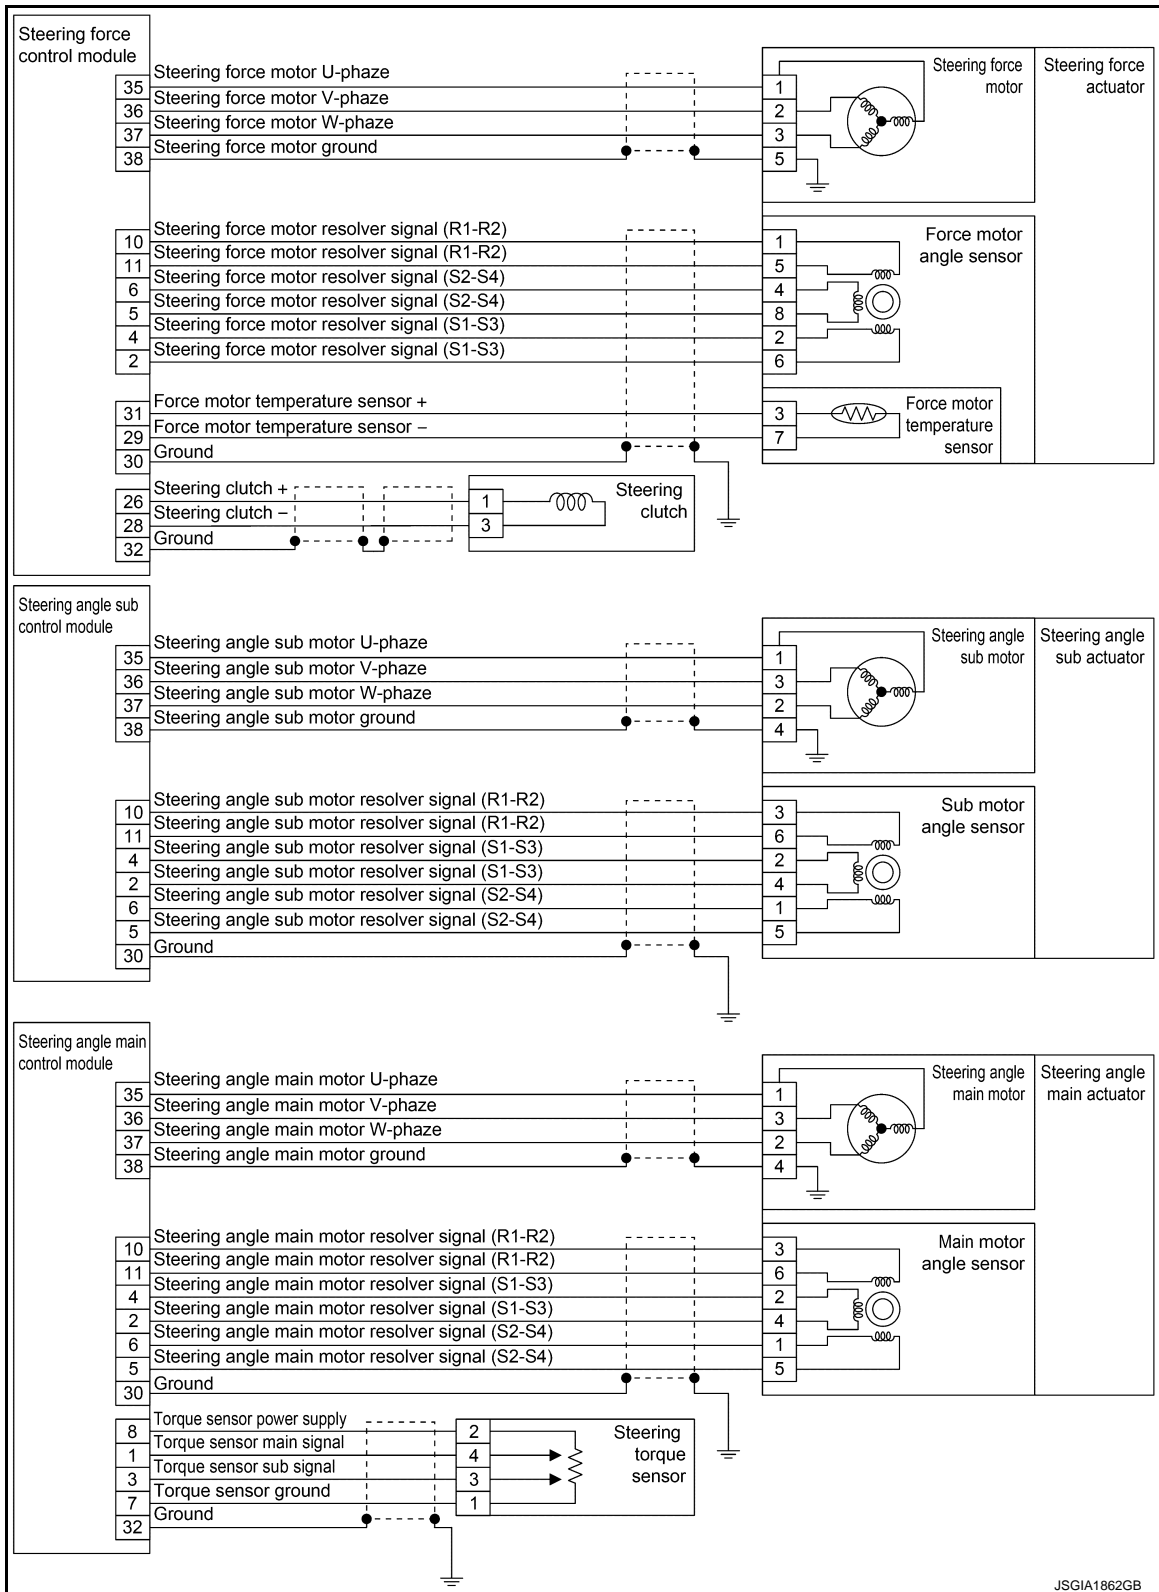 Steering force
control module
Steering force
motor
Steering force
actuator
35 Steering force motor U-phaze 1
36 Steering force motor V-phaze 2
37 Steering force motor W-phaze 3
38 Steering force motor ground 5
Force motor
angle sensor
10 Steering force motor resolver signal (R1-R2) 1
11 Steering force motor resolver signal (R1-R2) 5
6 Steering force motor resolver signal (S2-S4) 4
5 Steering force motor resolver signal (S2-S4) 8
4 Steering force motor resolver signal (S1-S3) 2
2 Steering force motor resolver signal (S1-S3) 6
Force motor
temperature
sensor
31 Force motor temperature sensor + 3
29 Force motor temperature sensor – 7
30 Ground
Steering
clutch
26 Steering clutch + 1
28 Steering clutch – 3
32 Ground
Steering angle sub
control module
Steering angle
sub motor
Steering angle
sub actuator
35 Steering angle sub motor U-phaze 1
36 Steering angle sub motor V-phaze 3
37 Steering angle sub motor W-phaze 2
38 Steering angle sub motor ground 4
Sub motor
angle sensor
10 Steering angle sub motor resolver signal (R1-R2) 3
11 Steering angle sub motor resolver signal (R1-R2) 6
4 Steering angle sub motor resolver signal (S1-S3) 2
2 Steering angle sub motor resolver signal (S1-S3) 4
6 Steering angle sub motor resolver signal (S2-S4) 1
5 Steering angle sub motor resolver signal (S2-S4) 5
30 Ground
Steering angle main
control module
Steering angle
main motor
Steering angle
main actuator
35 Steering angle main motor U-phaze 1
36 Steering angle main motor V-phaze 3
37 Steering angle main motor W-phaze 2
38 Steering angle main motor ground 4
Main motor
angle sensor
10 Steering angle main motor resolver signal (R1-R2) 3
11 Steering angle main motor resolver signal (R1-R2) 6
4 Steering angle main motor resolver signal (S1-S3) 2
2 Steering angle main motor resolver signal (S1-S3) 4
6 Steering angle main motor resolver signal (S2-S4) 1
5 Steering angle main motor resolver signal (S2-S4) 5
30 Ground
Steering
torque
sensor
8 Torque sensor power supply 2
1 Torque sensor main signal 4
3 Torque sensor sub signal 3
7 Torque sensor ground 1
32 Ground
JSGIA1862GB